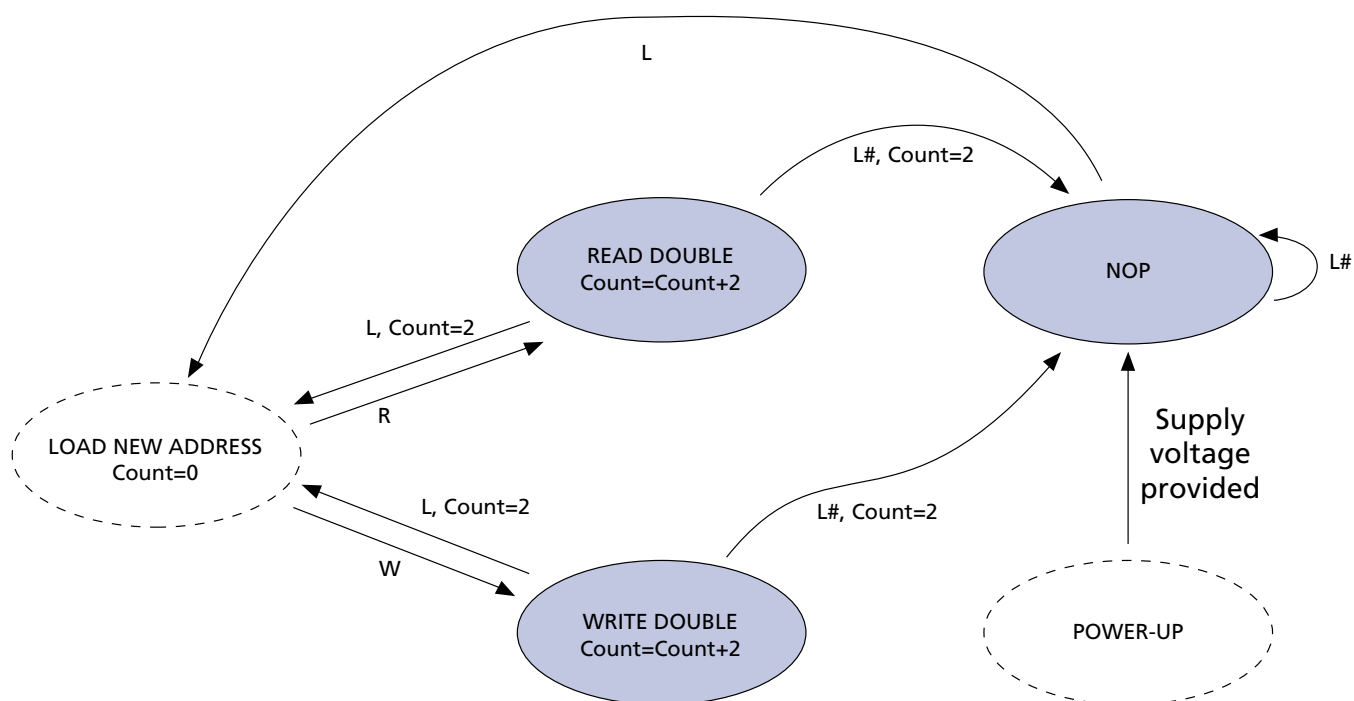 L
L#, Count=2
READ DOUBLE
Count=Count+2
NOP
L#
L, Count=2
R
LOAD NEW ADDRESS
Count=0
Supply
voltage
provided
L, Count=2
L#, Count=2
W
WRITE DOUBLE
Count=Count+2
POWER-UP